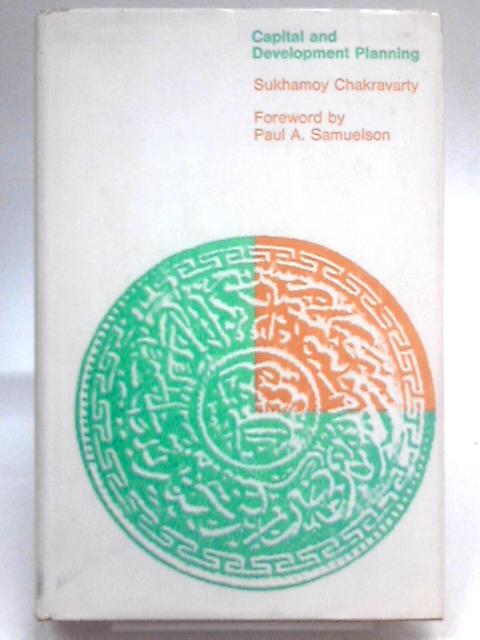 Capital and
Development Planning
Sukhamoy Chakravarty
Foreword by
Paul A. Samuelson